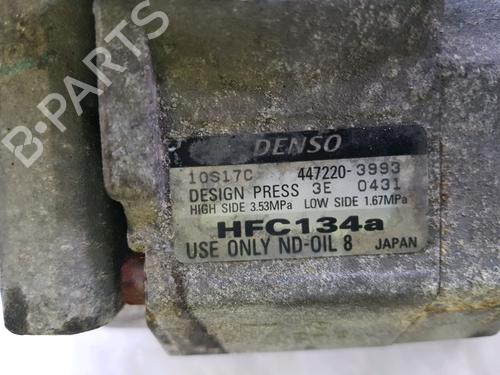 B-PARTS
DENSO
10S17C 447220-3993
DESIGN PRESS 3E 0431
HIGH SIDE 3.53MPa LOW SIDE 1.67MPa
HFC134a
USE ONLY ND-OIL 8 JAPAN